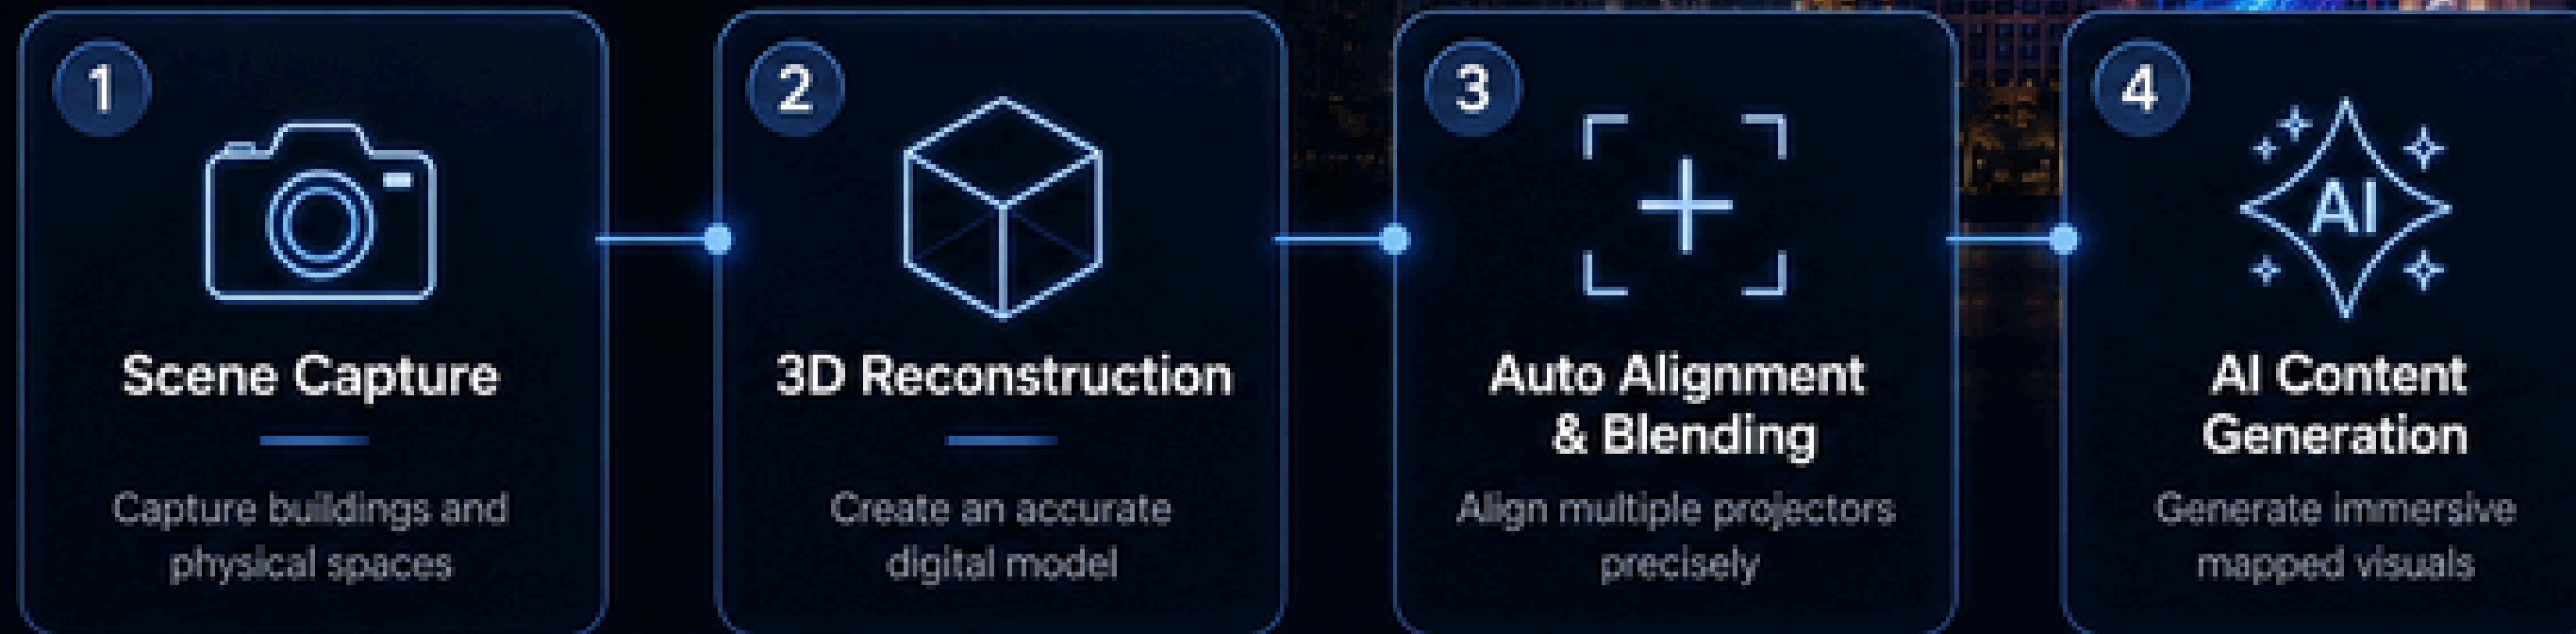 1
Scene Capture
Capture buildings and
physical spaces
2
3D Reconstruction
Create an accurate
digital model
3
Auto Alignment
& Blending
Align multiple projectors
precisely
4
AI
AI Content
Generation
Generate immersive
mapped visuals